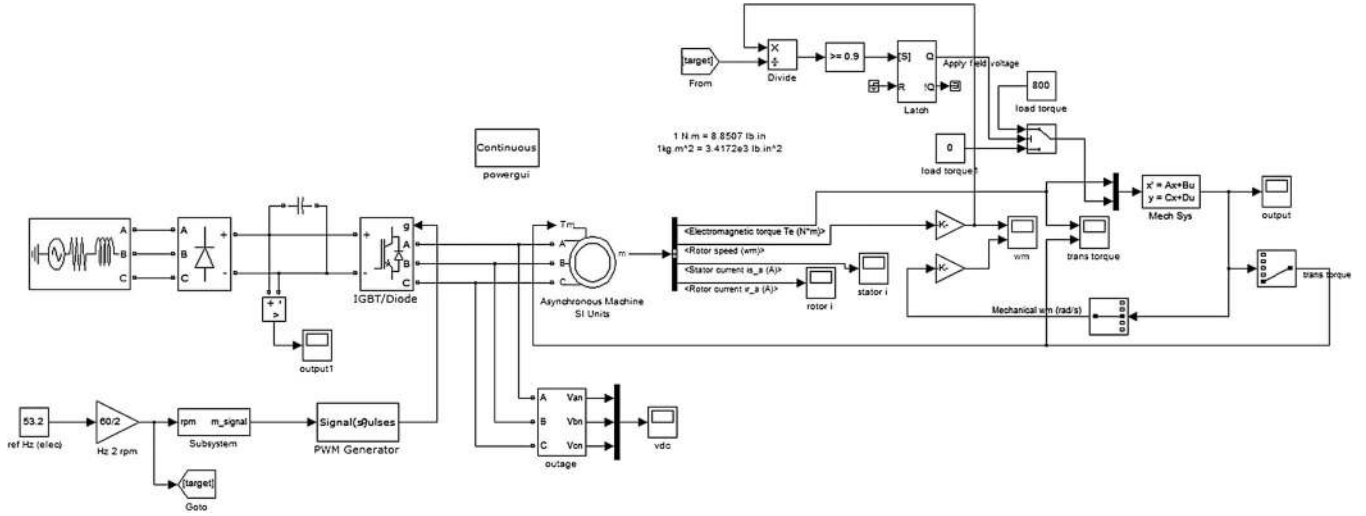 [target]
From
×
÷
Divide
>= 0.9
[S]
Q
R
!Q
Latch
Apply field voltage
800
load torque
0
load torque1
1 N.m = 8.8507 lb.in
1kg.m^2 = 3.4172e3 lb.in^2
Continuous
powergui
A
B
C
A
B
C
+
-
+
-
g
A
B
C
IGBT/Diode
Tm
A
B
C
m
Asynchronous Machine
SI Units
<Electromagnetic torque Te (N*m)>
<Rotor speed (wm)>
<Stator current is_a (A)>
<Rotor current ir_a (A)>
rotor i
stator i
-K-
-K-
wm
trans torque
x' = Ax+Bu
y = Cx+Du
Mech Sys
output
trans torque
Mechanical wm (rad/s)
+
-
v
output1
53.2
ref Hz (elec)
60/2
Hz 2 rpm
rpm
m_signal
Subsystem
Signal(s)Pulses
PWM Generator
[target]
Goto
A
B
C
Van
Vbn
Vcn
outage
vdc